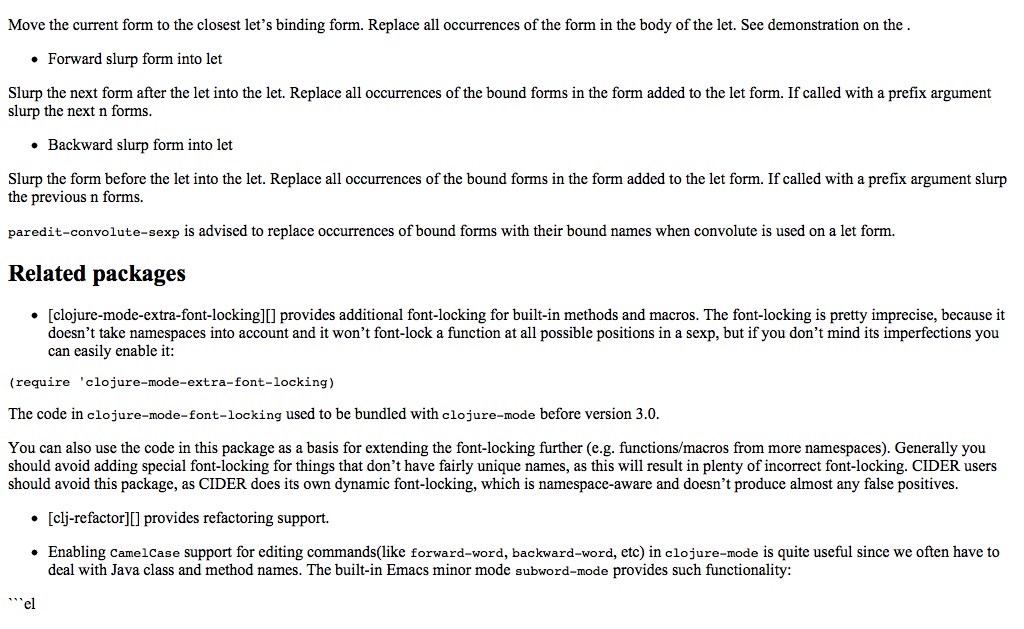 Move the current form to the closest let’s binding form. Replace all occurrences of the form in the body of the let. See demonstration on the .
• Forward slurp form into let
Slurp the next form after the let into the let. Replace all occurrences of the bound forms in the form added to the let form. If called with a prefix argument
slurp the next n forms.
• Backward slurp form into let
Slurp the form before the let into the let. Replace all occurrences of the bound forms in the form added to the let form. If called with a prefix argument slurp
the previous n forms.
paredit-convolute-sexp is advised to replace occurrences of bound forms with their bound names when convolute is used on a let form.
Related packages
• [clojure-mode-extra-font-locking][] provides additional font-locking for built-in methods and macros. The font-locking is pretty imprecise, because it
doesn’t take namespaces into account and it won’t font-lock a function at all possible positions in a sexp, but if you don’t mind its imperfections you
can easily enable it:
(require 'clojure-mode-extra-font-locking)
The code in clojure-mode-font-locking used to be bundled with clojure-mode before version 3.0.
You can also use the code in this package as a basis for extending the font-locking further (e.g. functions/macros from more namespaces). Generally you
should avoid adding special font-locking for things that don’t have fairly unique names, as this will result in plenty of incorrect font-locking. CIDER users
should avoid this package, as CIDER does its own dynamic font-locking, which is namespace-aware and doesn’t produce almost any false positives.
• [clj-refactor][] provides refactoring support.
• Enabling CamelCase support for editing commands(like forward-word, backward-word, etc) in clojure-mode is quite useful since we often have to
deal with Java class and method names. The built-in Emacs minor mode subword-mode provides such functionality:
```el